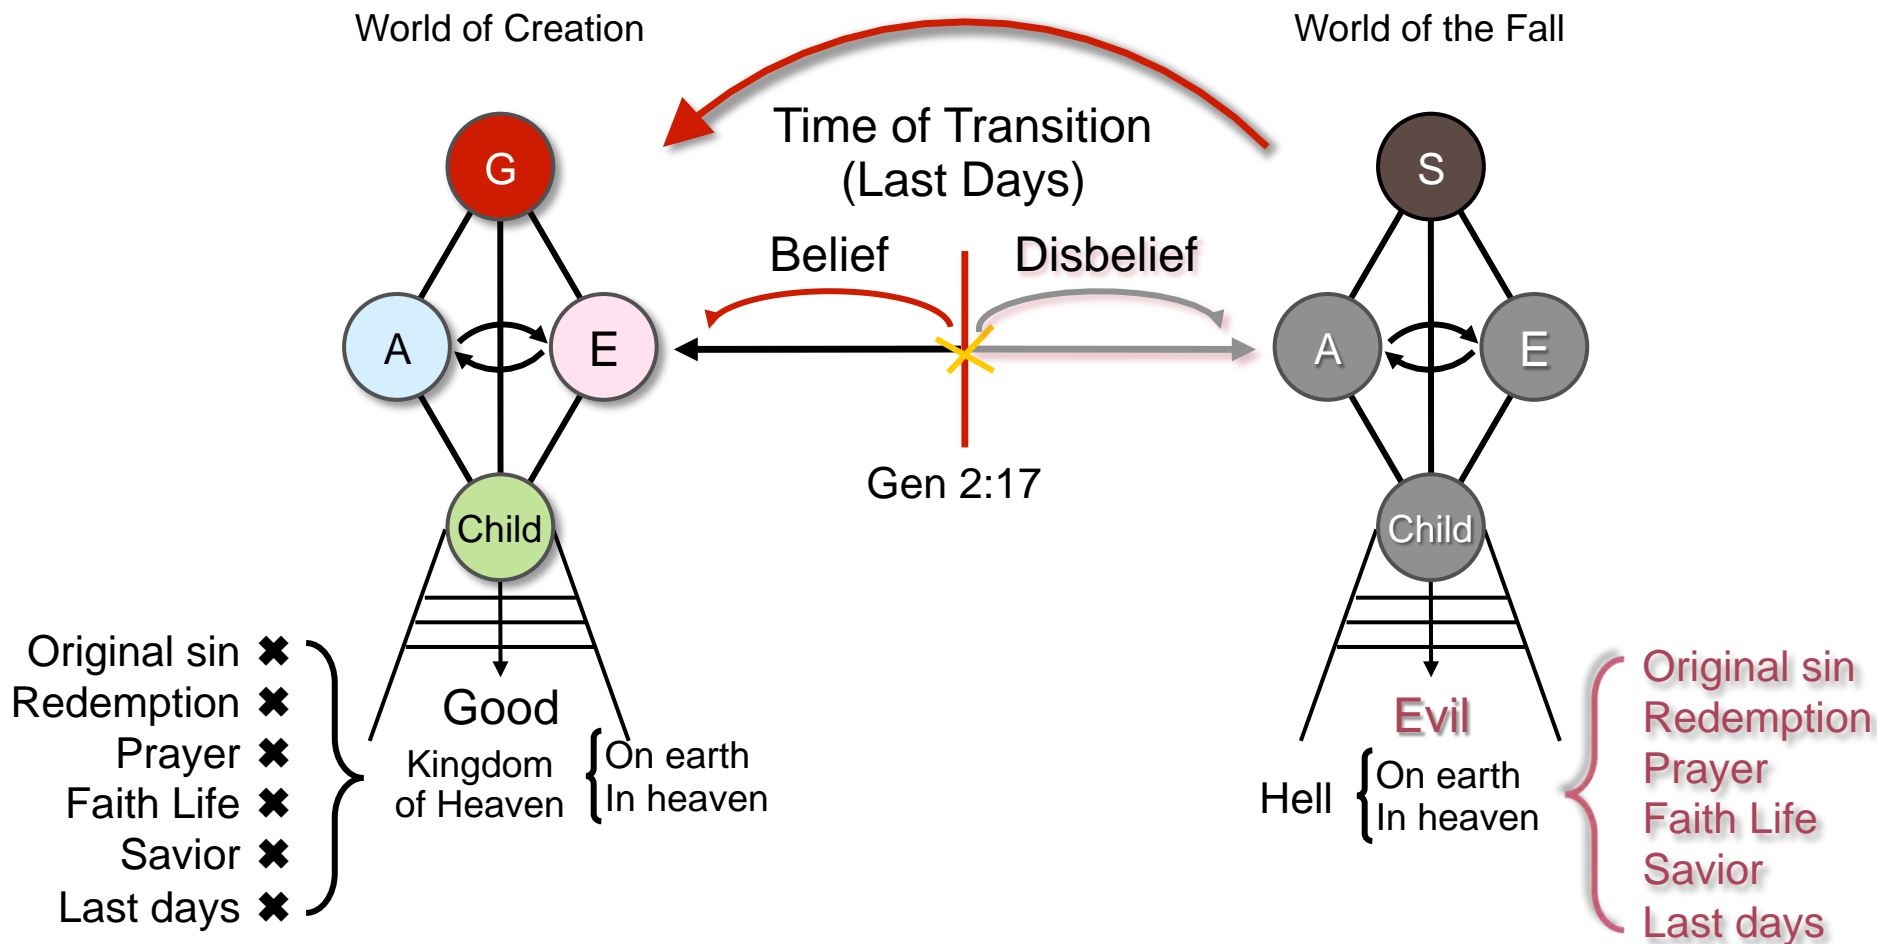 World of Creation
World of the Fall
Time of Transition
(Last Days)
G
S
Belief
Disbelief
A
E
A
E
Gen 2:17
Child
Child
Original sin ✖
Redemption ✖
Prayer ✖
Faith Life ✖
Savior ✖
Last days ✖
Good
Kingdom
of Heaven
On earth
In heaven
Evil
Hell
On earth
In heaven
Original sin
Redemption
Prayer
Faith Life
Savior
Last days